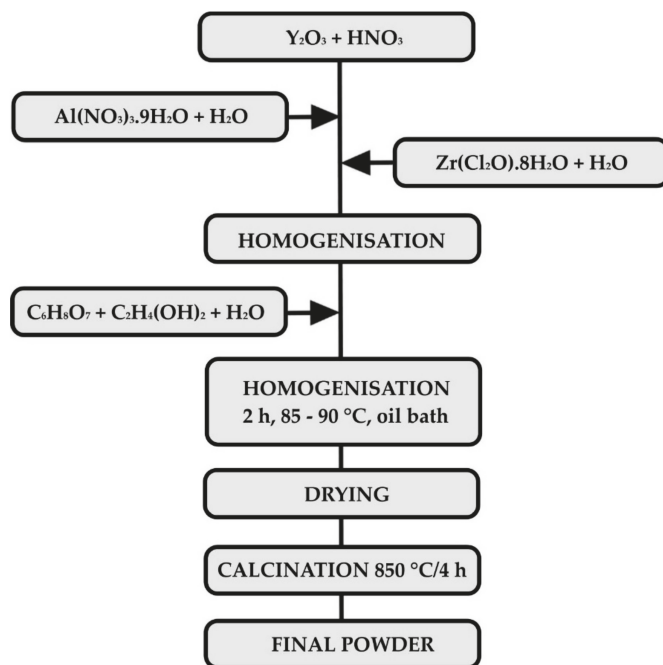 Y₂O₃ + HNO₃
Al(NO₃)₃.9H₂O + H₂O
Zr(Cl₂O).8H₂O + H₂O
HOMOGENISATION
C₆H₈O₇ + C₂H₄(OH)₂ + H₂O
HOMOGENISATION
2 h, 85 - 90 °C, oil bath
DRYING
CALCINATION 850 °C/4 h
FINAL POWDER